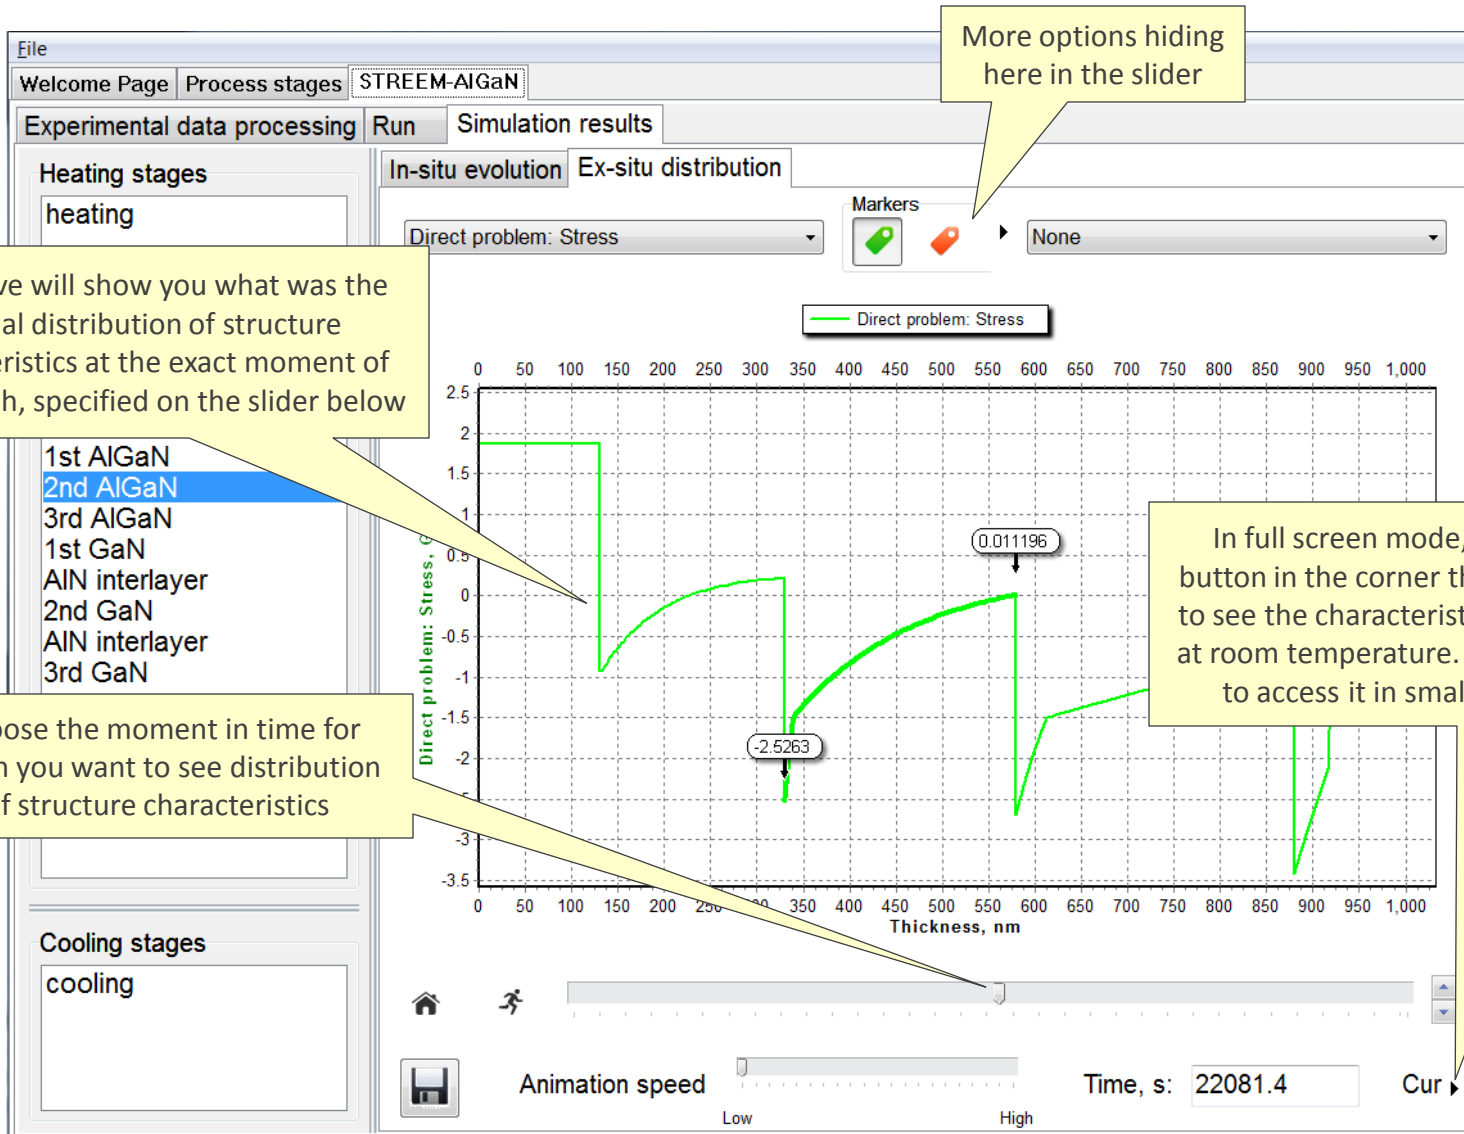 More options hiding
here in the slider
File
Welcome Page Process stages STREEM-AlGaN
Experimental data processing Run Simulation results
Heating stages
heating
In-situ evolution Ex-situ distribution
Markers
Direct problem: Stress
None
ve will show you what was the
al distribution of structure
eristics at the exact moment of
h, specified on the slider below
1st AlGaN
2nd AlGaN
3rd AlGaN
1st GaN
AlN interlayer
2nd GaN
AlN interlayer
3rd GaN
ose the moment in time for
n you want to see distribution
f structure characteristics
Cooling stages
cooling
Direct problem: Stress
0 50 100 150 200 250 300 350 400 450 500 550 600 650 700 750 800 850 900 950 1,000
2.5
2
1.5
1
0.5
0
-0.5
-1
-1.5
-2
-3
-3.5
Direct problem: Stress,
0.011196
-2.5263
In full screen mode,
button in the corner th
to see the characterist
at room temperature.
to access it in smal
0 50 100 150 200 250 350 400 450 500 550 600 650 700 750 800 850 900 950 1,000
Thickness, nm
Animation speed
Low High
Time, s: 22081.4
Cur